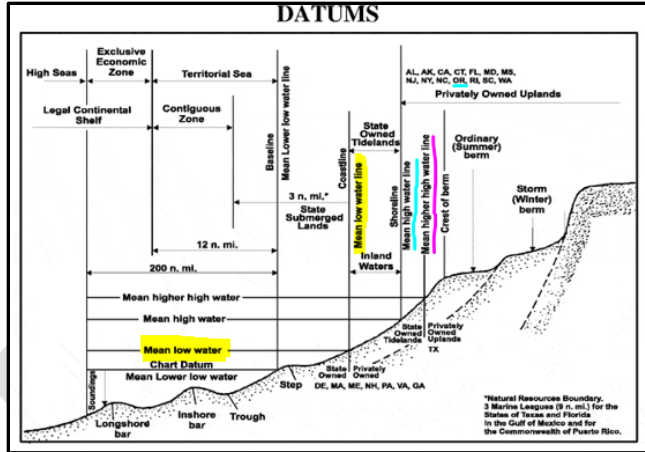 DATUMS
Exclusive
Economic
Zone
High Seas
Territorial Sea
Legal Continental
Shelf
Contiguous
Zone
Baseline
Mean Lower low water line
3 n. mi.*
State
Submerged
Lands
12 n. mi.
200 n. mi.
Coastline
Mean low water line
State
Owned
Tidelands
Inland
Waters
Shoreline
Mean high water line
Mean higher high water line
Crest of berm
AL, AK, CA, CT, FL, MD, MS,
NJ, NY, NC, OR, RI, SC, WA
Privately Owned Uplands
Ordinary
(Summer)
berm
Storm
(Winter)
berm
Mean higher high water
Mean high water
Mean low water
Chart Datum
Mean Lower low water
Soundings
Longshore
bar
Inshore
bar
Trough
Step
State
Owned
Privately
Owned
DE, MA, ME, NH, PA, VA, GA
State
Owned
Tidelands
Privately
Owned
Uplands
TX
*Natural Resources Boundary.
3 Marine Leagues (9 n. mi.) for the
States of Texas and Florida
in the Gulf of Mexico and for
the Commonwealth of Puerto Rico.